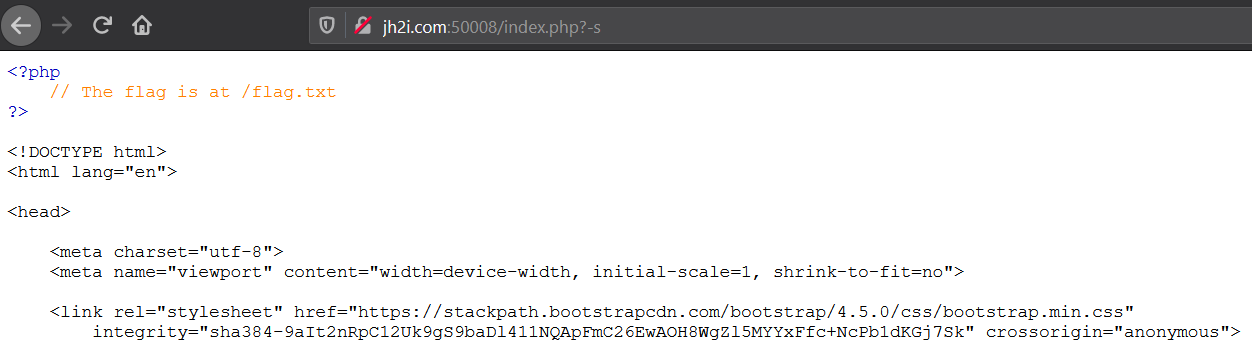 jh2i.com:50008/index.php?-s
<?php
// The flag is at /flag.txt
?>
<!DOCTYPE html>
<html lang="en">
<head>
<meta charset="utf-8">
<meta name="viewport" content="width=device-width, initial-scale=1, shrink-to-fit=no">
<link rel="stylesheet" href="https://stackpath.bootstrapcdn.com/bootstrap/4.5.0/css/bootstrap.min.css"
integrity="sha384-9aIt2nRpC12Uk9gS9baDl411NQApFmC26EwAOH8WgZl5MYYxFfc+NcPb1dKGj7Sk" crossorigin="anonymous">